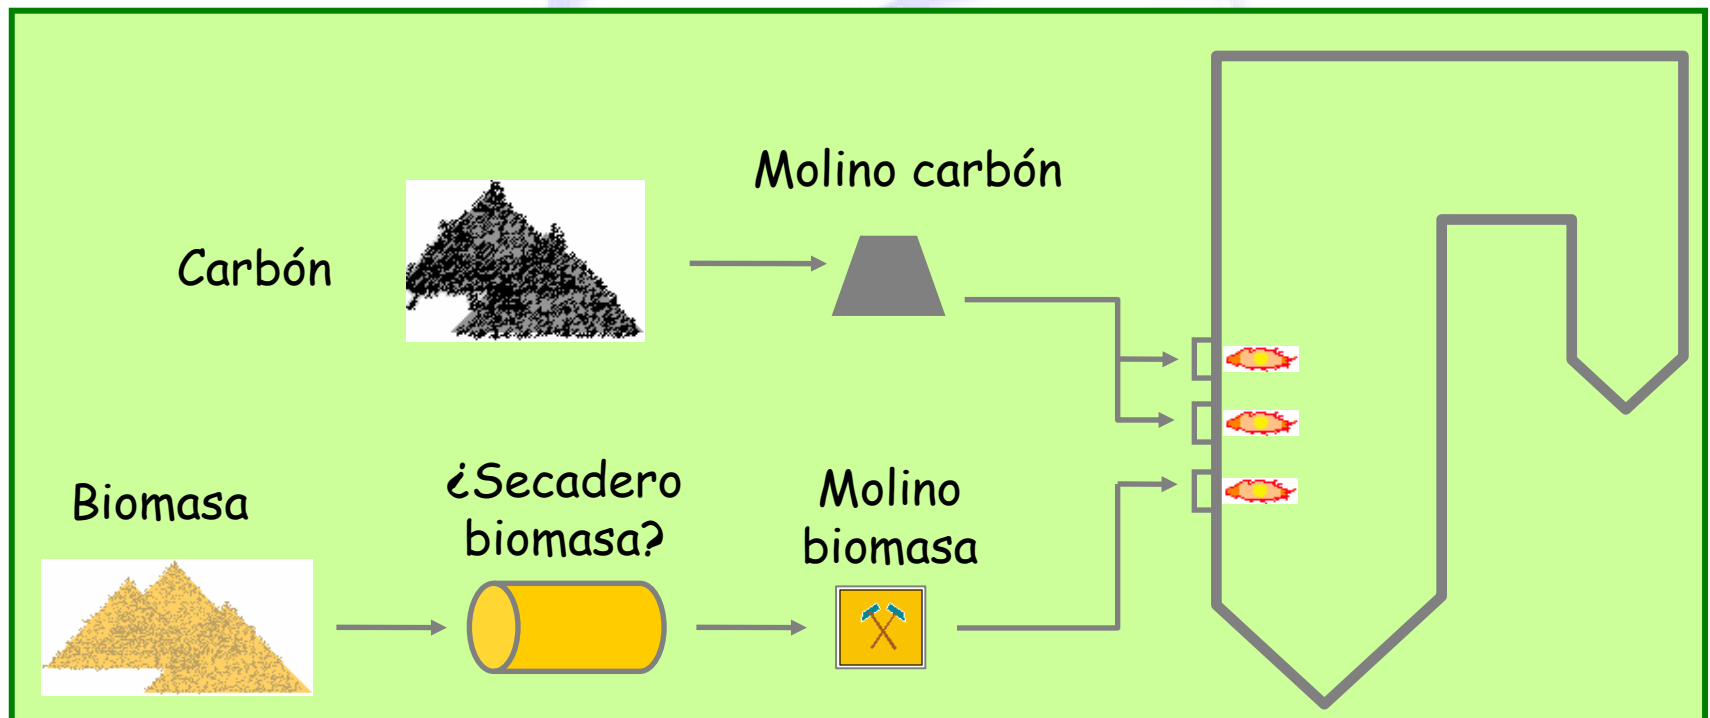 Molino carbón
Carbón
Biomasa
¿Secadero
biomasa?
Molino
biomasa